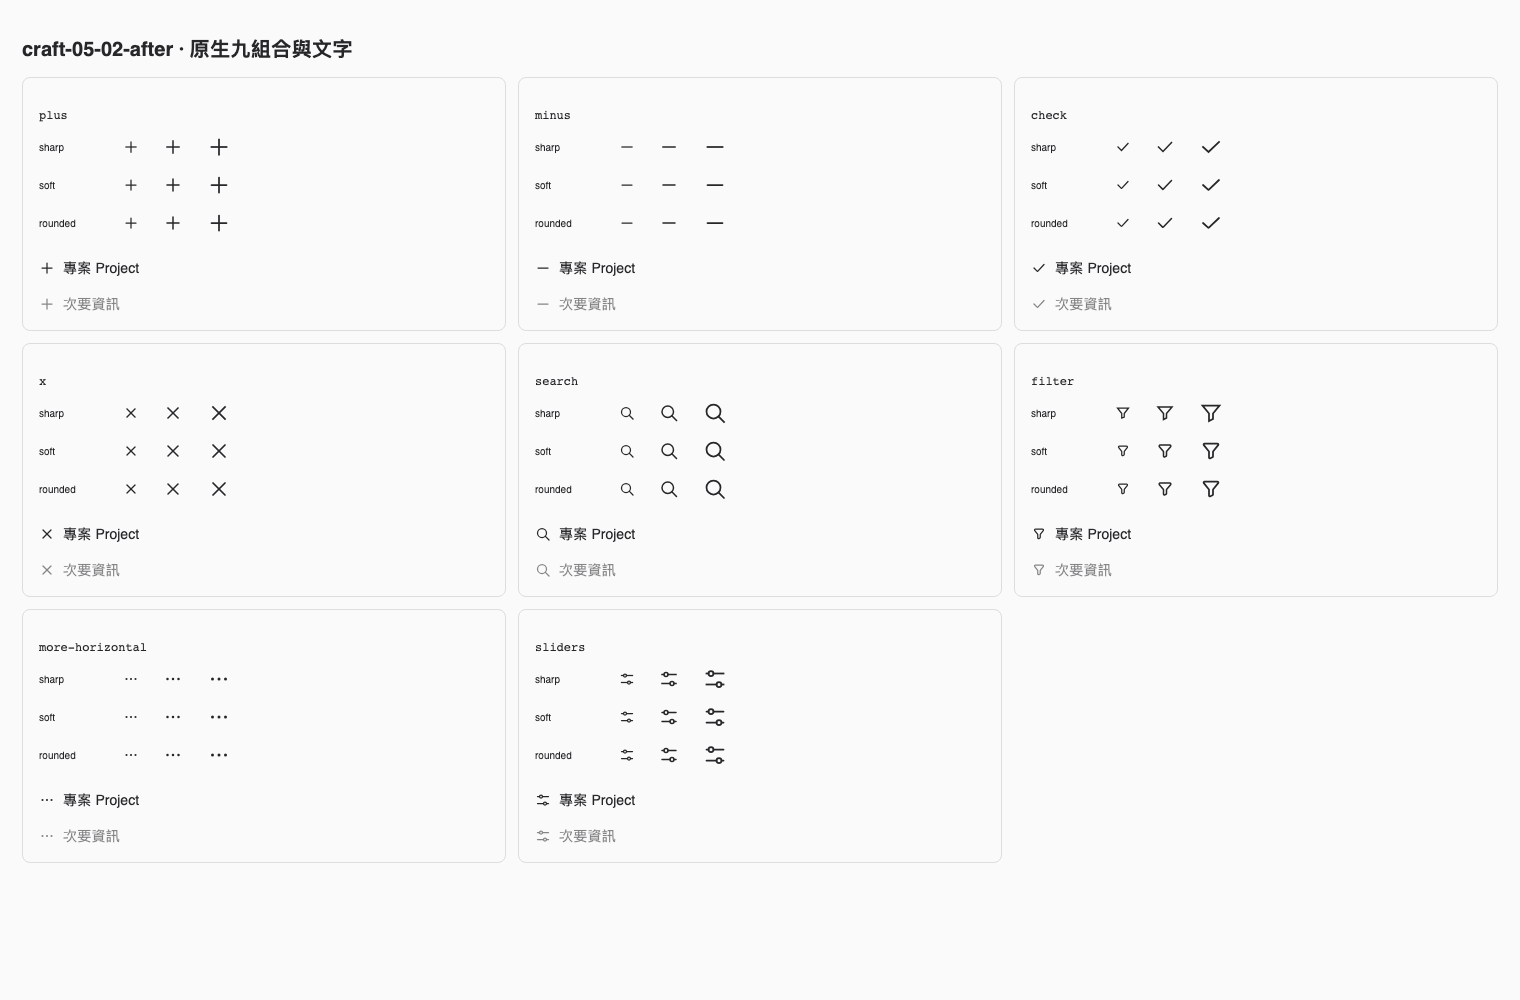 craft-05-02-after · 原生九組合與文字
plus
sharp
soft
rounded
專案 Project
次要資訊
minus
sharp
soft
rounded
專案 Project
次要資訊
check
sharp
soft
rounded
專案 Project
次要資訊
x
sharp
soft
rounded
專案 Project
次要資訊
search
sharp
soft
rounded
專案 Project
次要資訊
filter
sharp
soft
rounded
專案 Project
次要資訊
more-horizontal
sharp
soft
rounded
專案 Project
次要資訊
sliders
sharp
soft
rounded
專案 Project
次要資訊